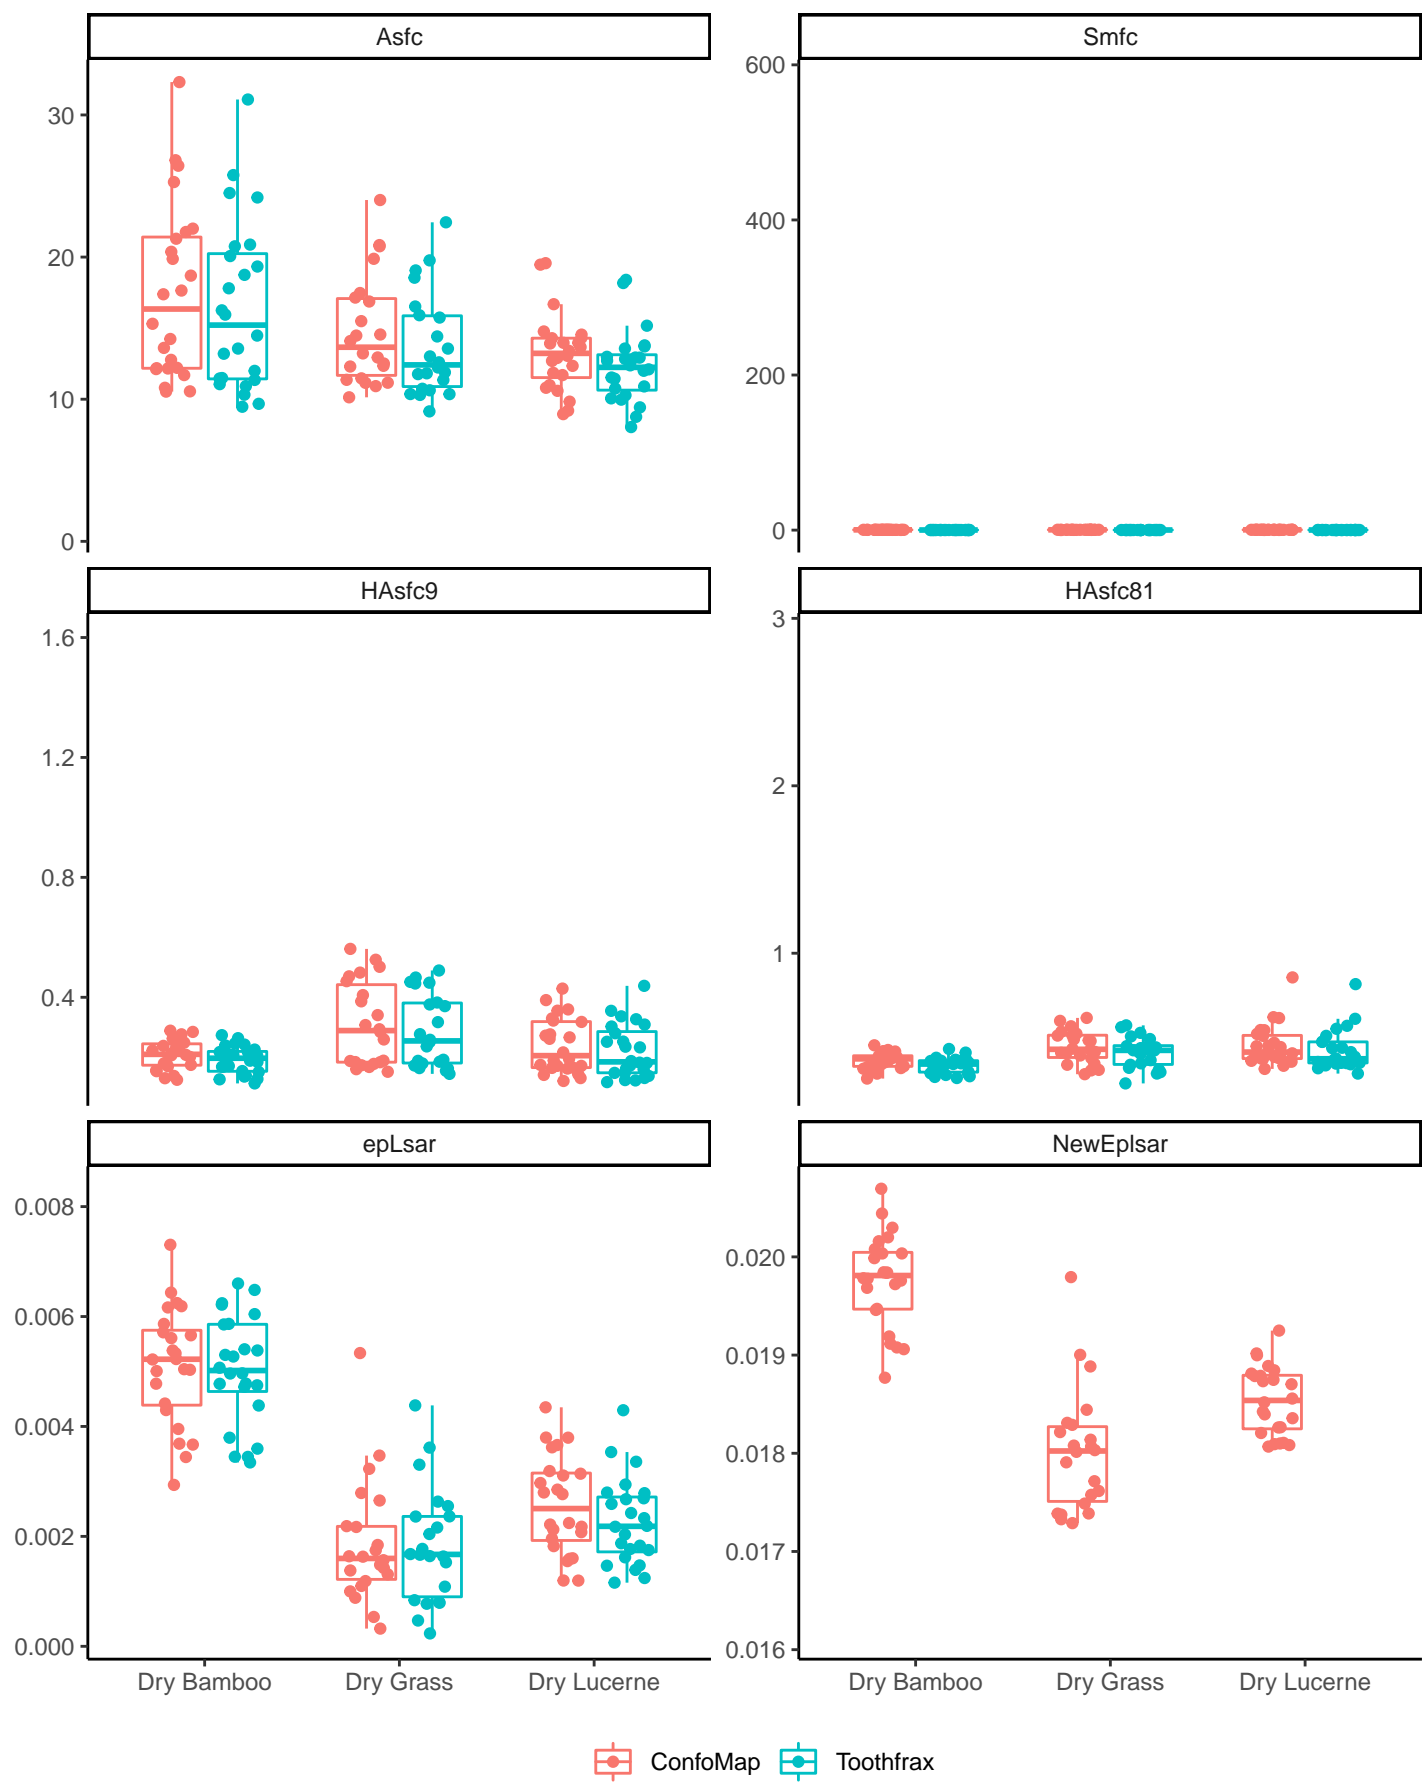 Asfc
Smfc
30
20
10
0
600
400
200
0
HAsfc9
HAsfc81
1.6
1.2
0.8
0.4
3
2
1
epLsar
NewEplsar
0.008
0.006
0.004
0.002
0.000
0.020
0.019
0.018
0.017
0.016
Dry Bamboo Dry Grass Dry Lucerne
Dry Bamboo Dry Grass Dry Lucerne
ConfoMap Toothfrax